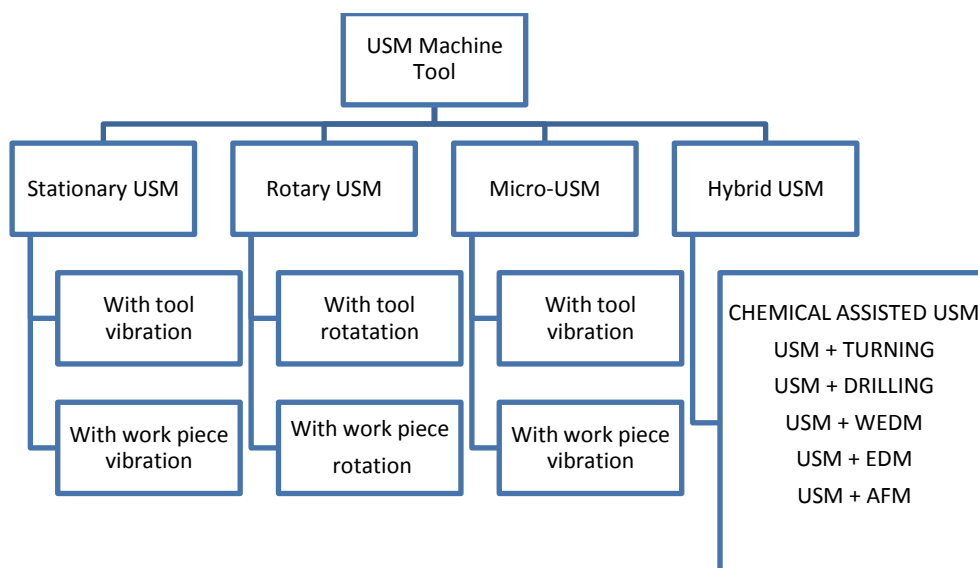 USM Machine
Tool
Stationary USM
Rotary USM
Micro-USM
Hybrid USM
With tool
vibration
With tool
rotatation
With tool
vibration
With work piece
vibration
With work piece
rotation
With work piece
vibration
CHEMICAL ASSISTED USM
USM + TURNING
USM + DRILLING
USM + WEDM
USM + EDM
USM + AFM